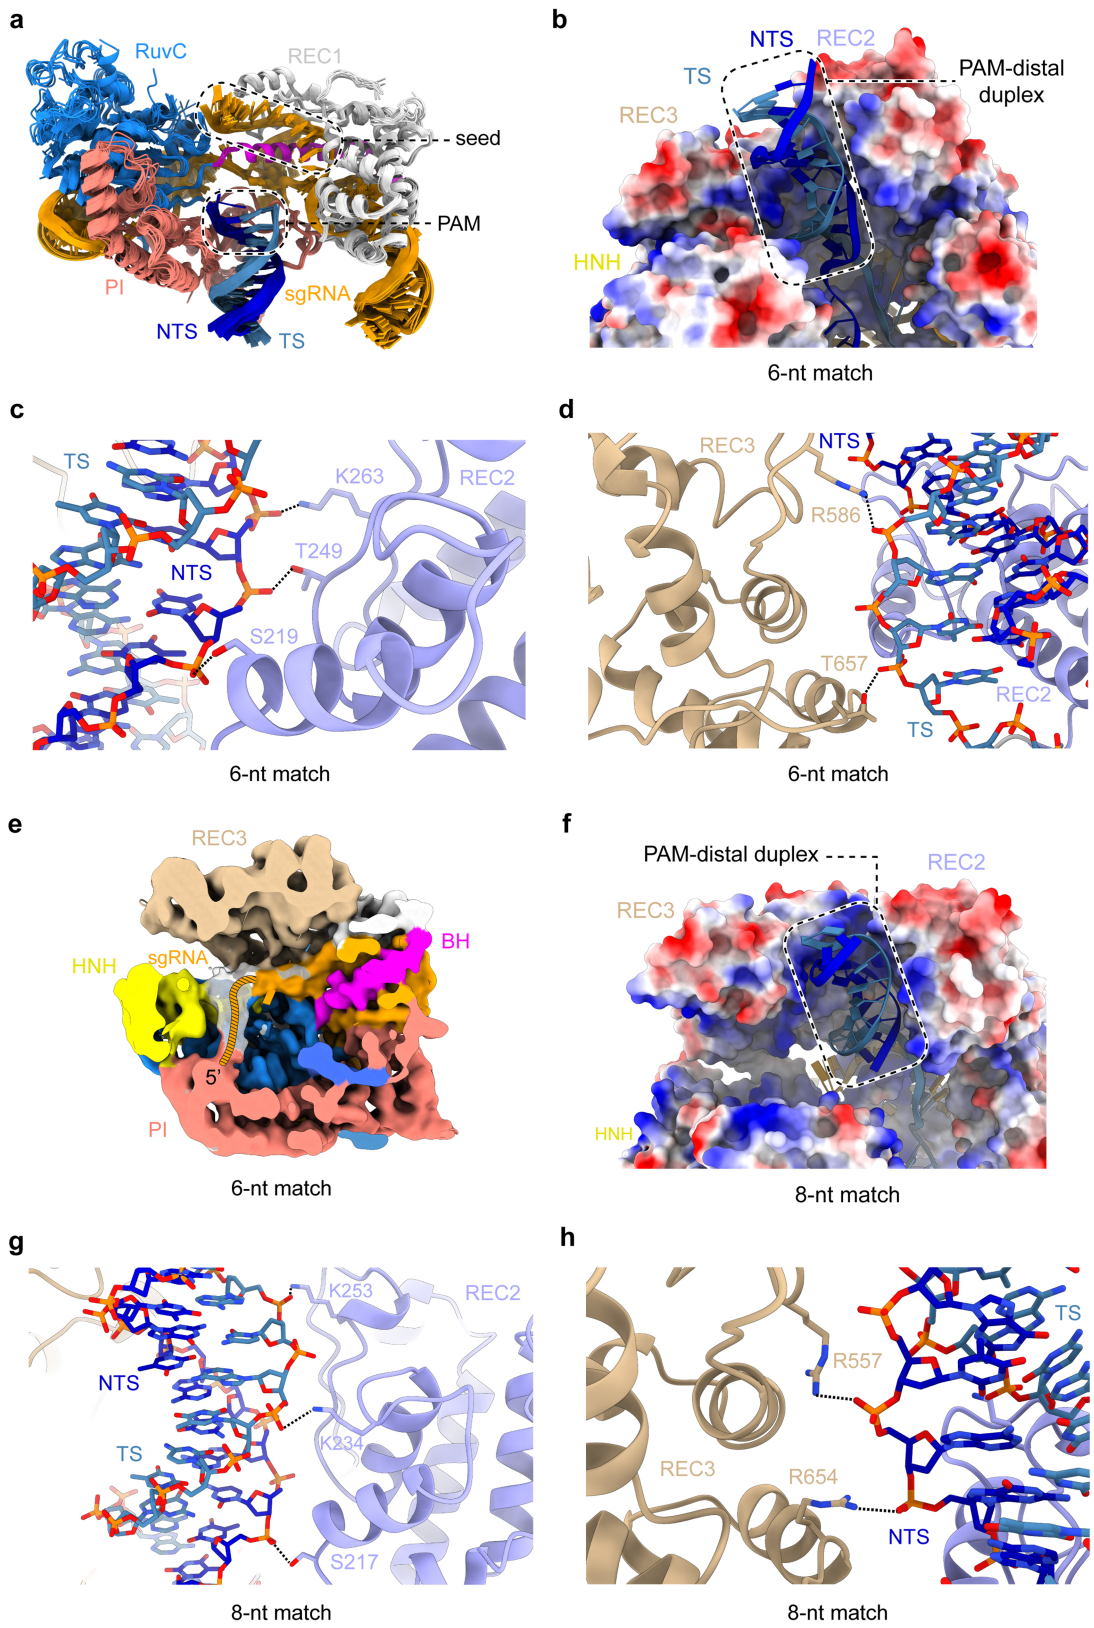 a
RuvC
REC1
seed
PAM
PI
sgRNA
NTS
TS
b
NTS
REC2
TS
PAM-distal
duplex
REC3
HNH
6-nt match
c
TS
K263
REC2
T249
NTS
S219
6-nt match
d
REC3
NTS
R586
T657
REC2
TS
6-nt match
e
REC3
BH
sgRNA
HNH
5’
PI
6-nt match
f
PAM-distal duplex
REC2
REC3
HNH
8-nt match
g
K253
REC2
NTS
K234
TS
S217
8-nt match
h
TS
R557
REC3
R654
NTS
8-nt match